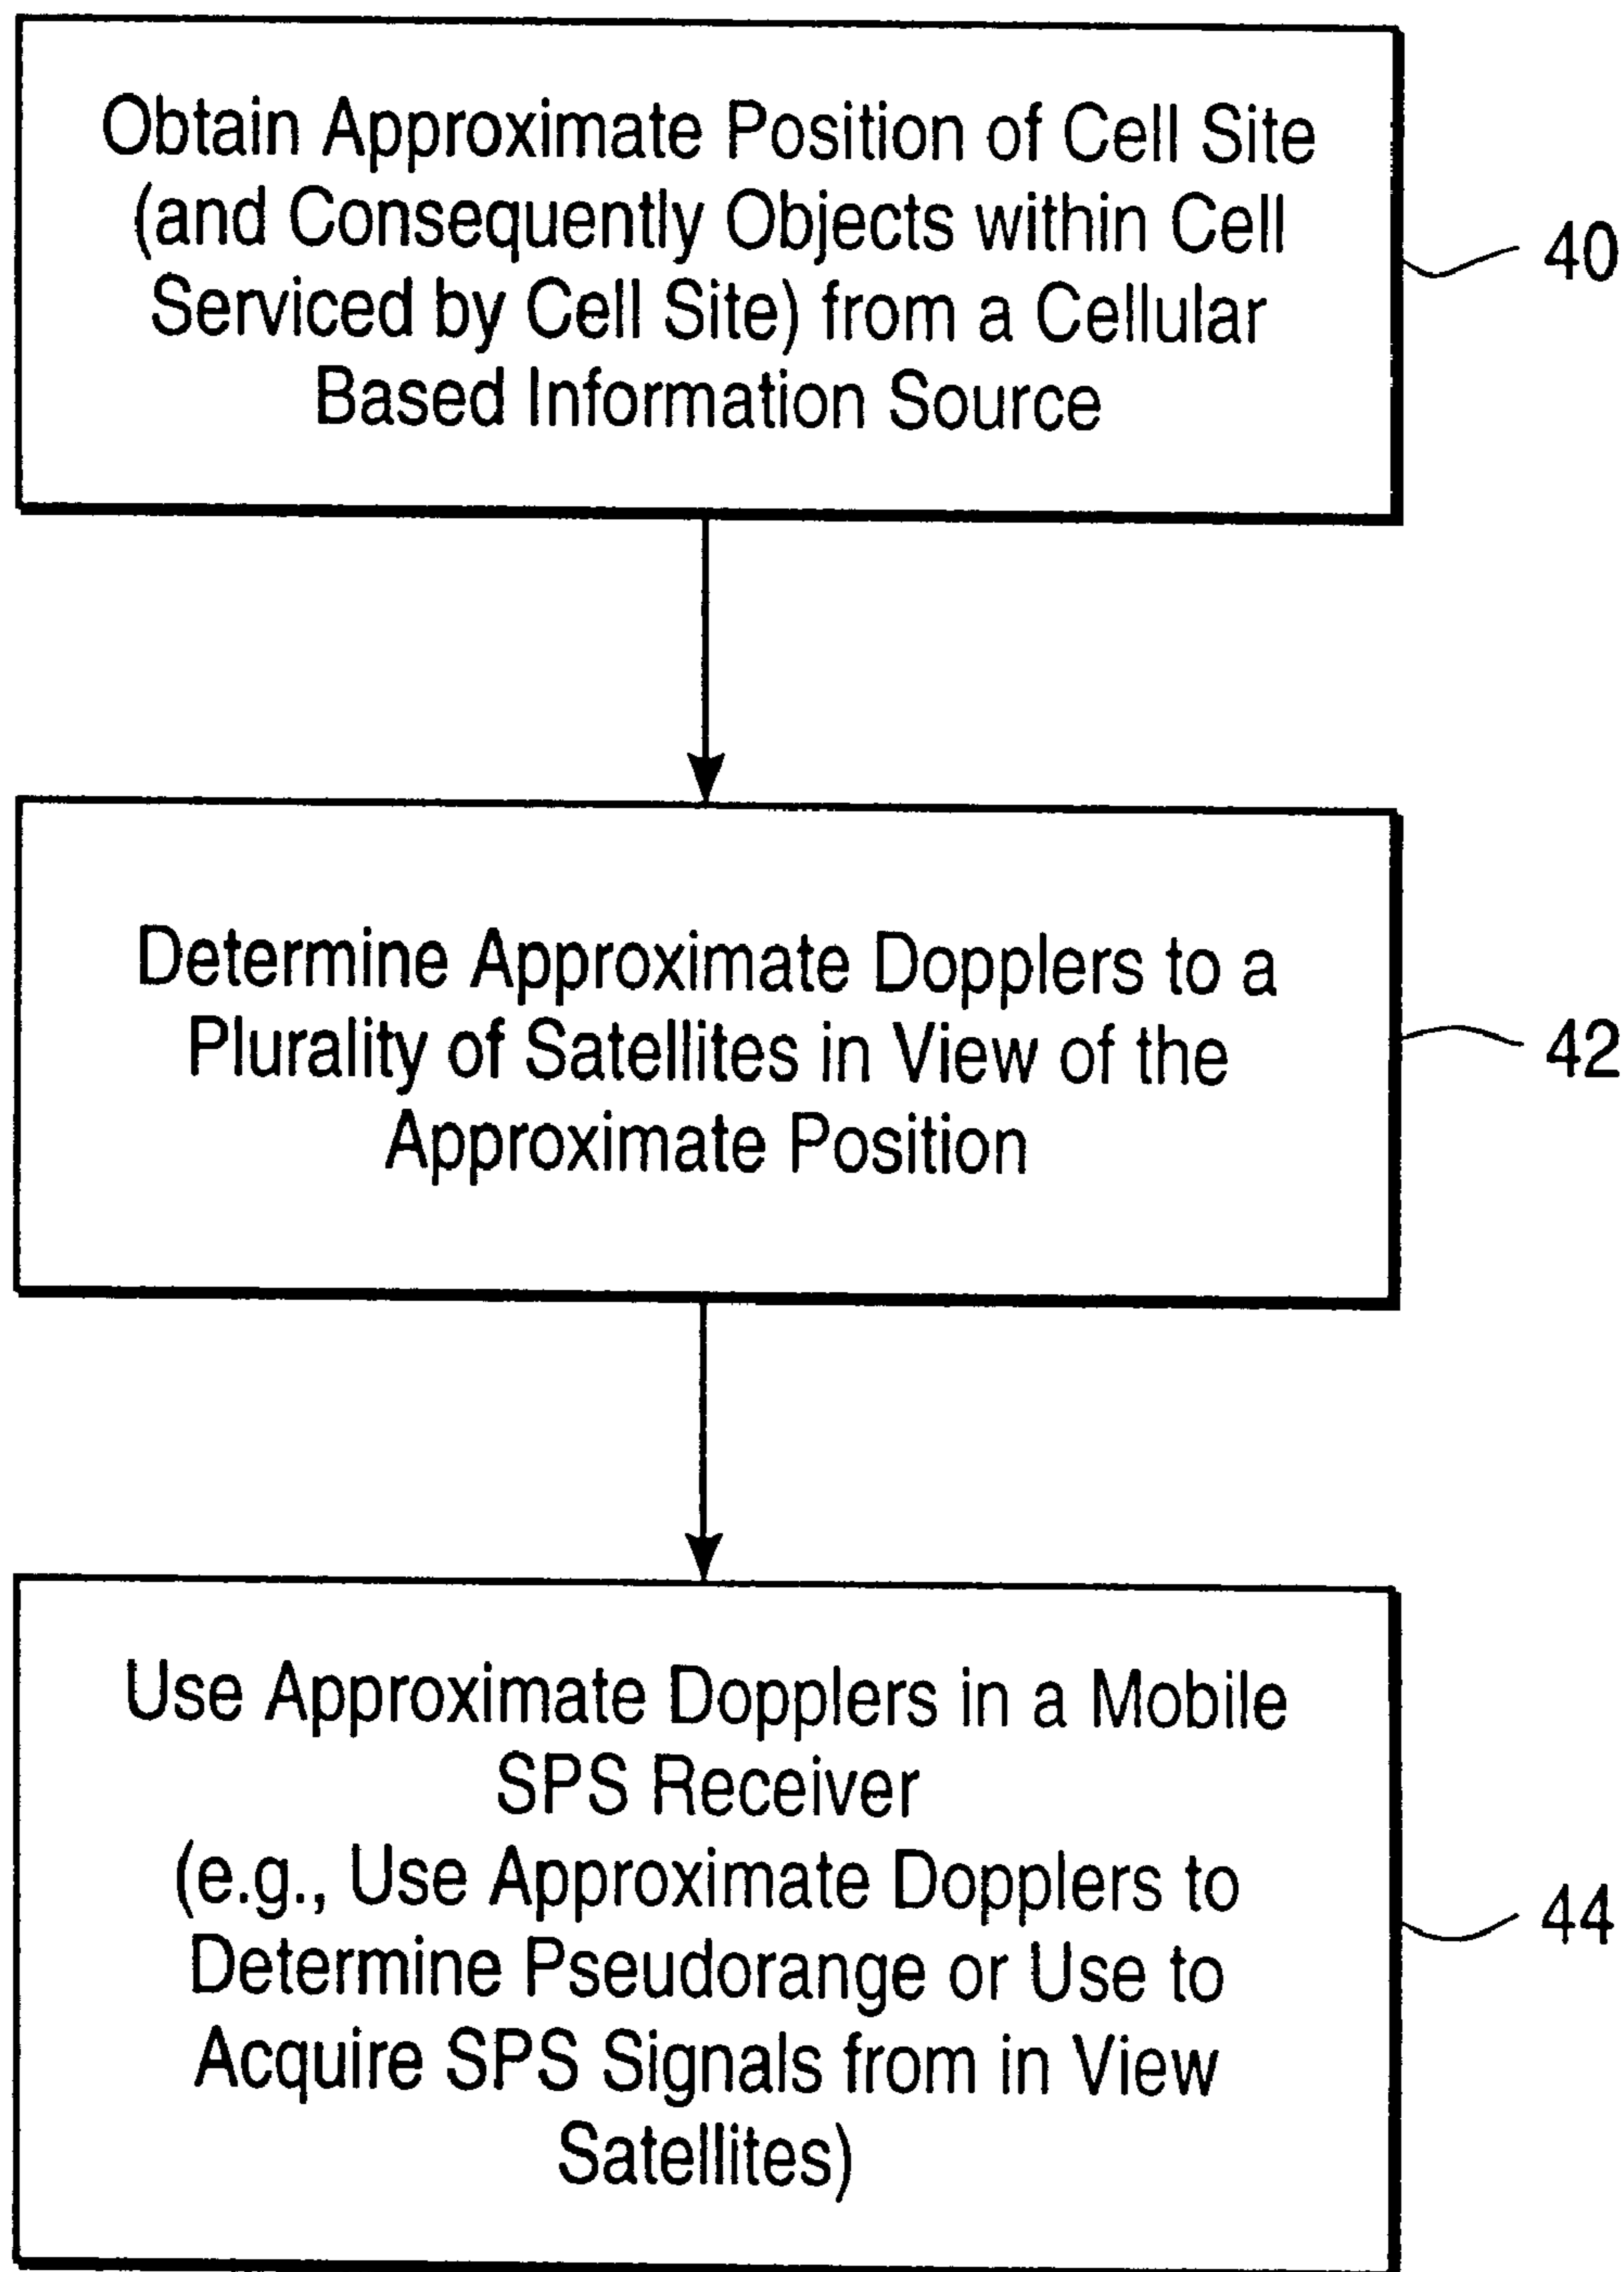 Obtain Approximate Position of Cell Site
(and Consequently Objects within Cell
Serviced by Cell Site) from a Cellular
Based Information Source
40
Determine Approximate Dopplers to a
Plurality of Satellites in View of the
Approximate Position
42
Use Approximate Dopplers in a Mobile
SPS Receiver
(e.g., Use Approximate Dopplers to
Determine Pseudorange or Use to
Acquire SPS Signals from in View
Satellites)
44